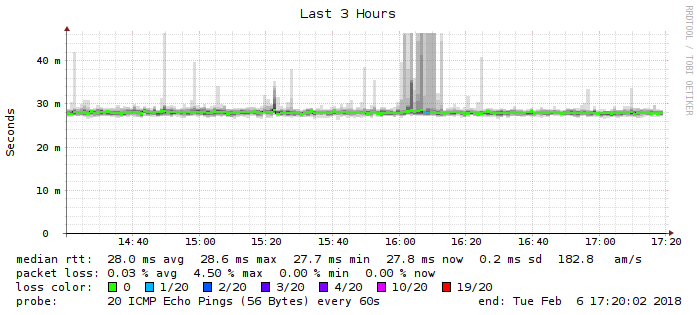 Last 3 Hours
RRDTOOL / TOBI OETIKER
Seconds
40 m
30 m
20 m
10 m
0
14:40 15:00 15:20 15:40 16:00 16:20 16:40 17:00 17:20
median rtt: 28.0 ms avg 28.6 ms max 27.7 ms min 27.8 ms now 0.2 ms sd 182.8 am/s
packet loss: 0.03 % avg 4.50 % max 0.00 % min 0.00 % now
loss color: 0 1/20 2/20 3/20 4/20 10/20 19/20
probe: 20 ICMP Echo Pings (56 Bytes) every 60s end: Tue Feb 6 17:20:02 2018